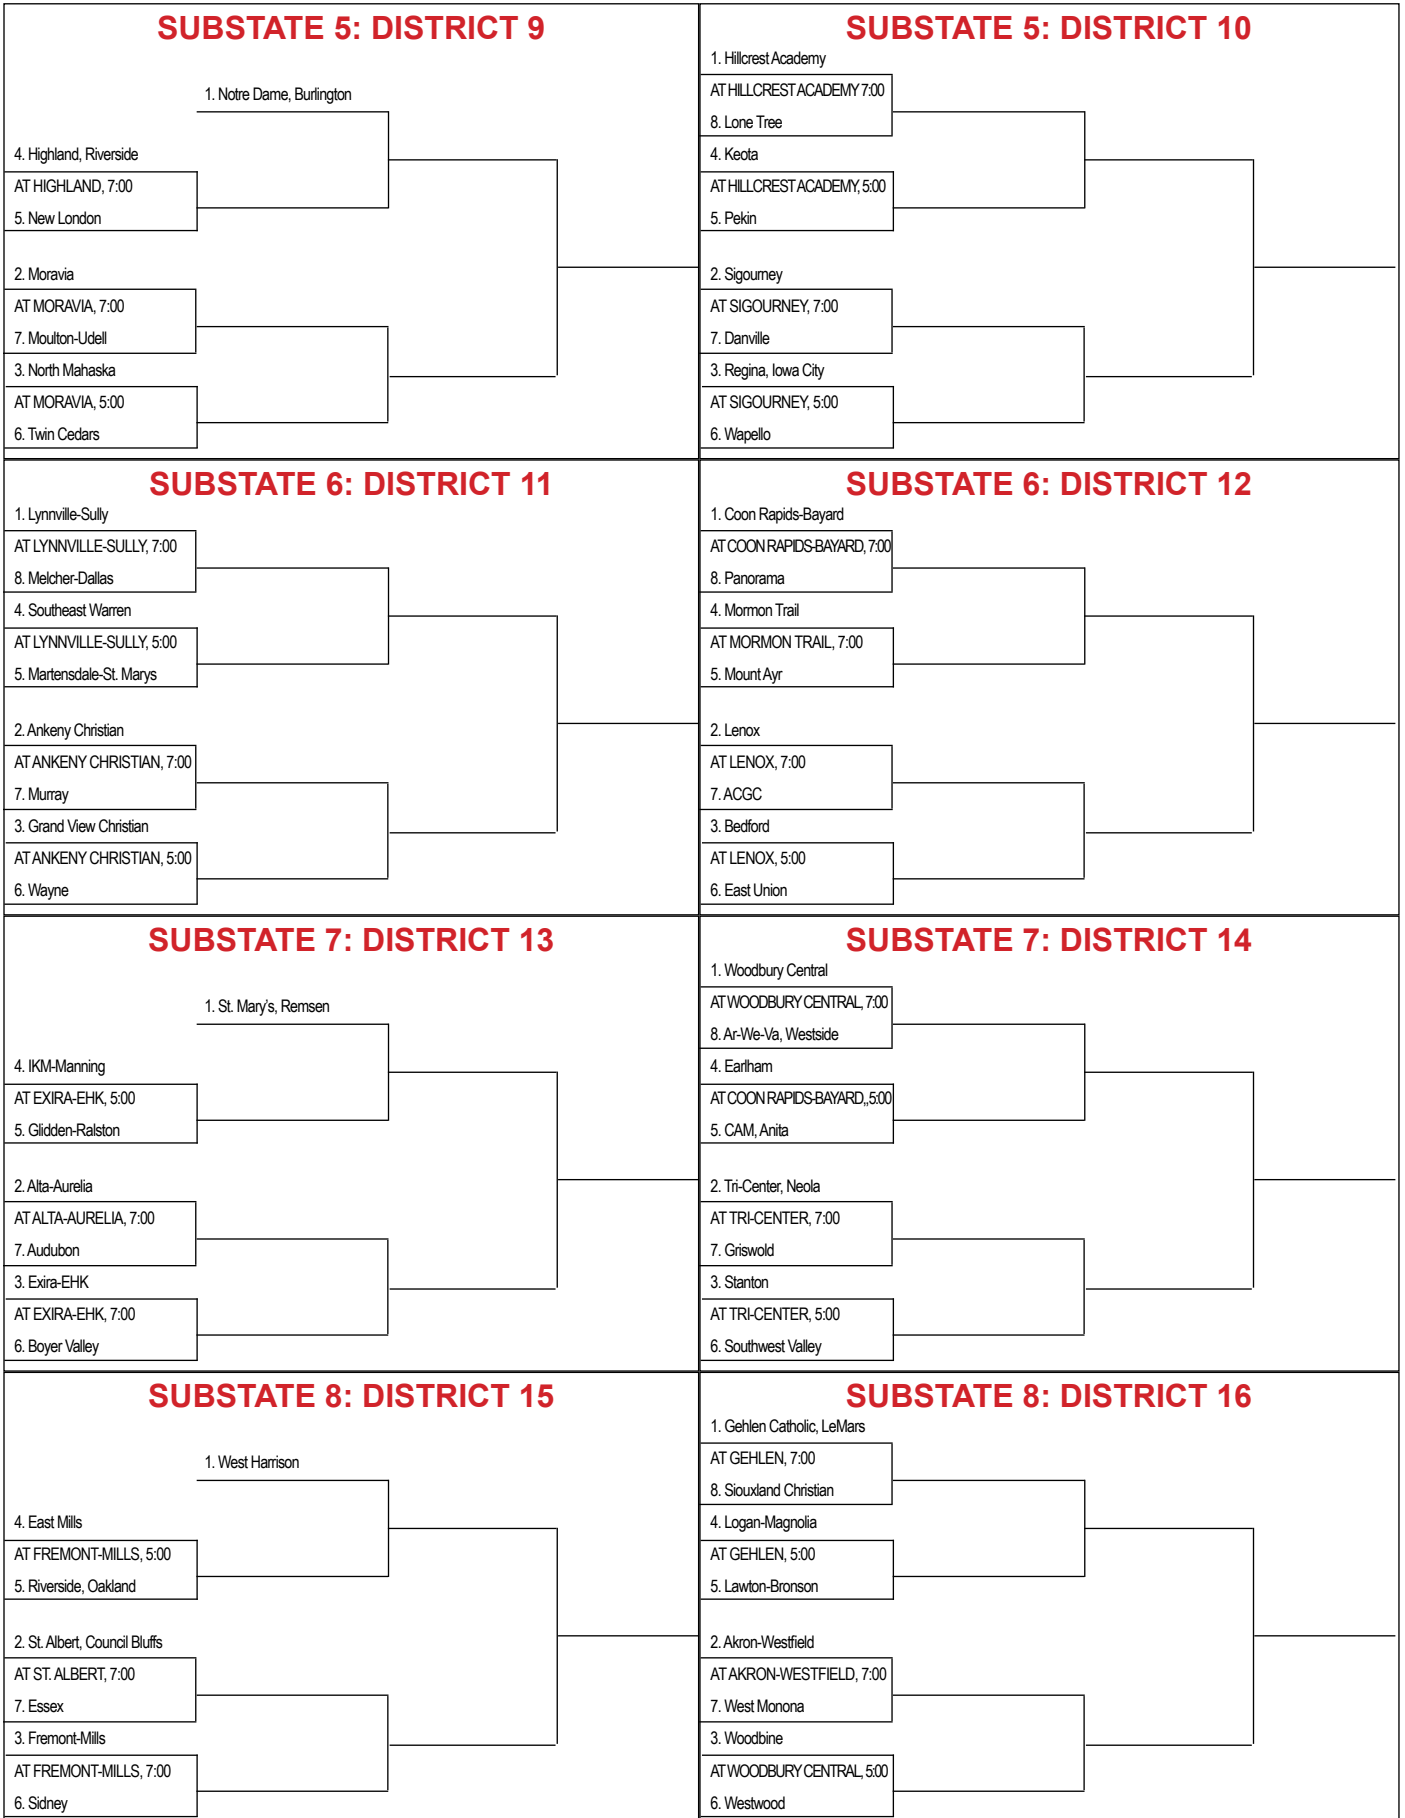 SUBSTATE 5: DISTRICT 9
1. Notre Dame, Burlington
4. Highland, Riverside
AT HIGHLAND, 7:00
5. New London
2. Moravia
AT MORAVIA, 7:00
7. Moulton-Udell
3. North Mahaska
AT MORAVIA, 5:00
6. Twin Cedars
SUBSTATE 5: DISTRICT 10
1. Hillcrest Academy
AT HILLCREST ACADEMY 7:00
8. Lone Tree
4. Keota
AT HILLCREST ACADEMY, 5:00
5. Pekin
2. Sigourney
AT SIGOURNEY, 7:00
7. Danville
3. Regina, Iowa City
AT SIGOURNEY, 5:00
6. Wapello
SUBSTATE 6: DISTRICT 11
1. Lynnville-Sully
AT LYNNVILLE-SULLY, 7:00
8. Melcher-Dallas
4. Southeast Warren
AT LYNNVILLE-SULLY, 5:00
5. Martensdale-St. Marys
2. Ankeny Christian
AT ANKENY CHRISTIAN, 7:00
7. Murray
3. Grand View Christian
AT ANKENY CHRISTIAN, 5:00
6. Wayne
SUBSTATE 6: DISTRICT 12
1. Coon Rapids-Bayard
AT COON RAPIDS-BAYARD, 7:00
8. Panorama
4. Mormon Trail
AT MORMON TRAIL, 7:00
5. Mount Ayr
2. Lenox
AT LENOX, 7:00
7. ACGC
3. Bedford
AT LENOX, 5:00
6. East Union
SUBSTATE 7: DISTRICT 13
1. St. Mary's, Remsen
4. IKM-Manning
AT EXIRA-EHK, 5:00
5. Glidden-Ralston
2. Alta-Aurelia
AT ALTA-AURELIA, 7:00
7. Audubon
3. Exira-EHK
AT EXIRA-EHK, 7:00
6. Boyer Valley
SUBSTATE 7: DISTRICT 14
1. Woodbury Central
AT WOODBURY CENTRAL, 7:00
8. Ar-We-Va, Westside
4. Earlham
AT COON RAPIDS-BAYARD,,5:00
5. CAM, Anita
2. Tri-Center, Neola
AT TRI-CENTER, 7:00
7. Griswold
3. Stanton
AT TRI-CENTER, 5:00
6. Southwest Valley
SUBSTATE 8: DISTRICT 15
1. West Harrison
4. East Mills
AT FREMONT-MILLS, 5:00
5. Riverside, Oakland
2. St. Albert, Council Bluffs
AT ST. ALBERT, 7:00
7. Essex
3. Fremont-Mills
AT FREMONT-MILLS, 7:00
6. Sidney
SUBSTATE 8: DISTRICT 16
1. Gehlen Catholic, LeMars
AT GEHLEN, 7:00
8. Siouxland Christian
4. Logan-Magnolia
AT GEHLEN, 5:00
5. Lawton-Bronson
2. Akron-Westfield
AT AKRON-WESTFIELD, 7:00
7. West Monona
3. Woodbine
AT WOODBURY CENTRAL, 5:00
6. Westwood